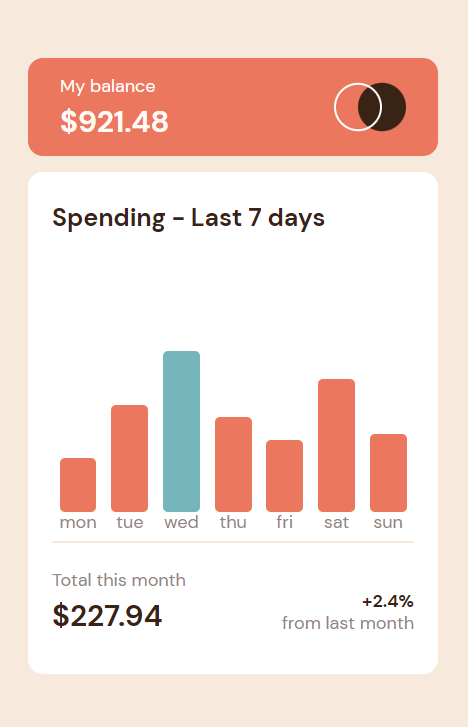 My balance
$921.48
Spending - Last 7 days
mon tue wed thu fri sat sun
Total this month
$227.94
+2.4%
from last month